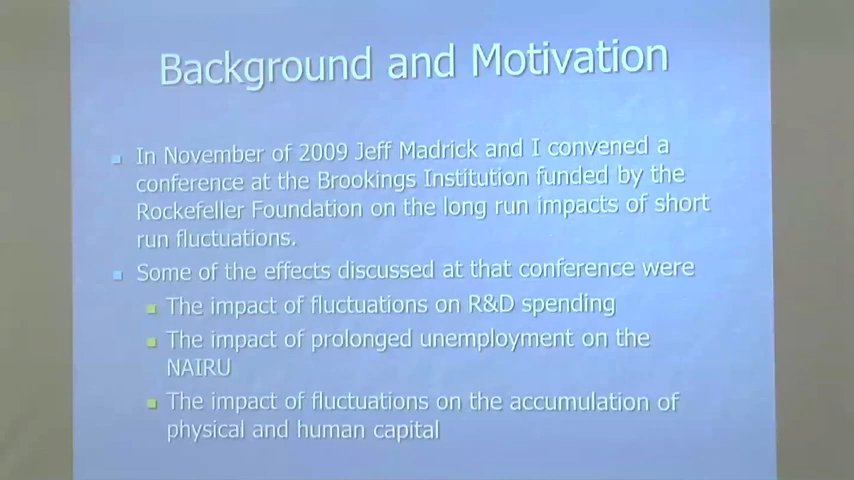 Background and Motivation
In November of 2009 Jeff Madrick and I convened a
conference at the Brookings Institution funded by the
Rockefeller Foundation on the long run impacts of short
run fluctuations.
Some of the effects discussed at that conference were
The impact of fluctuations on R&D spending
The impact of prolonged unemployment on the
NAIRU
The impact of fluctuations on the accumulation of
physical and human capital